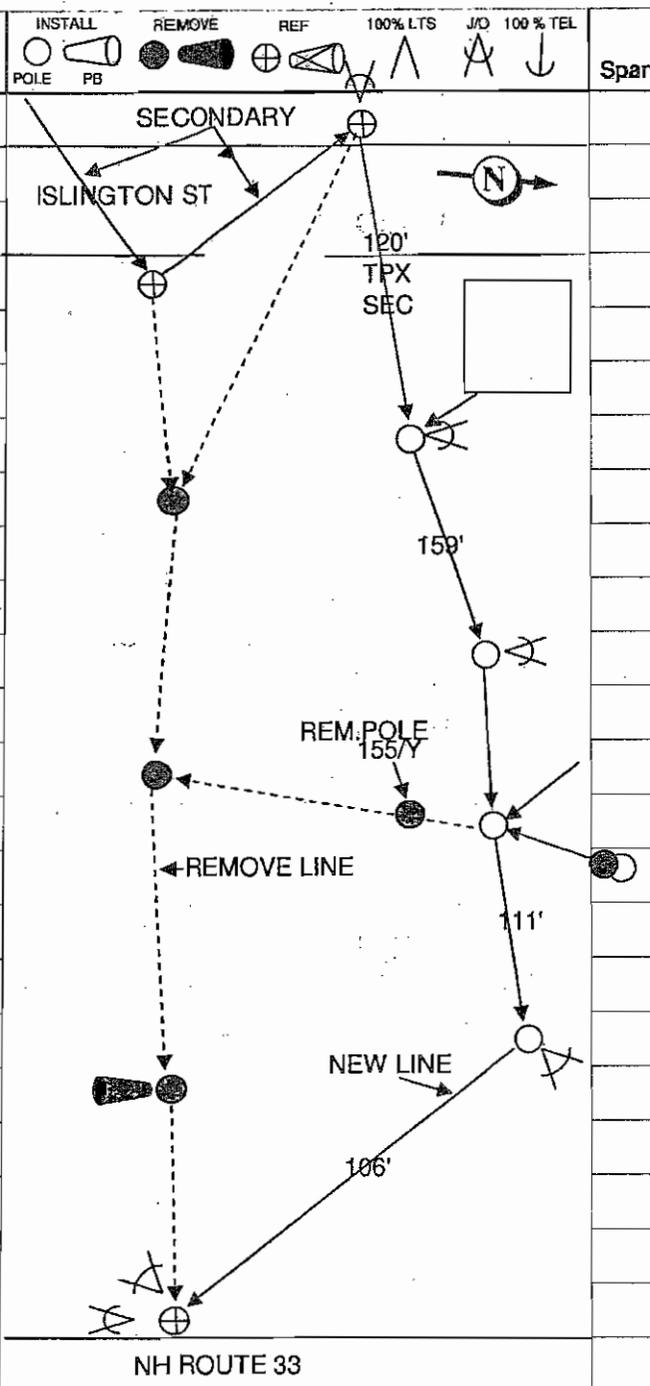 INSTALL REMOVE REF 100% LTS J/O 100 % TEL
POLE PB
Span
SECONDARY
N
ISLINGTON ST
120'
TPX
SEC
159'
REM.POLE
155/Y
REMOVE LINE
111'
NEW LINE
106'
NH ROUTE 33